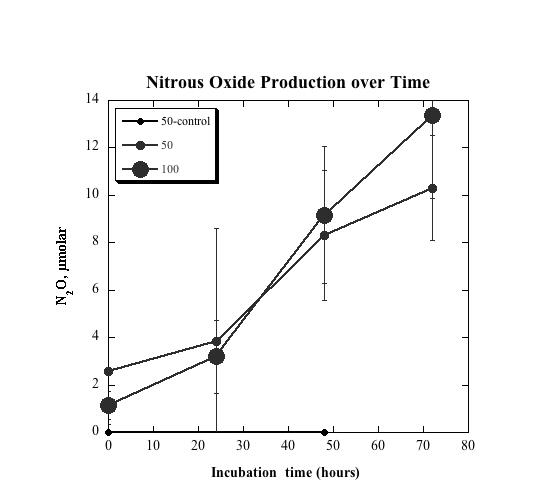 Nitrous Oxide Production over Time
14
12
10
8
6
4
2
0
50-control
50
100
N₂O, µmolar
0 10 20 30 40 50 60 70 80
Incubation time (hours)